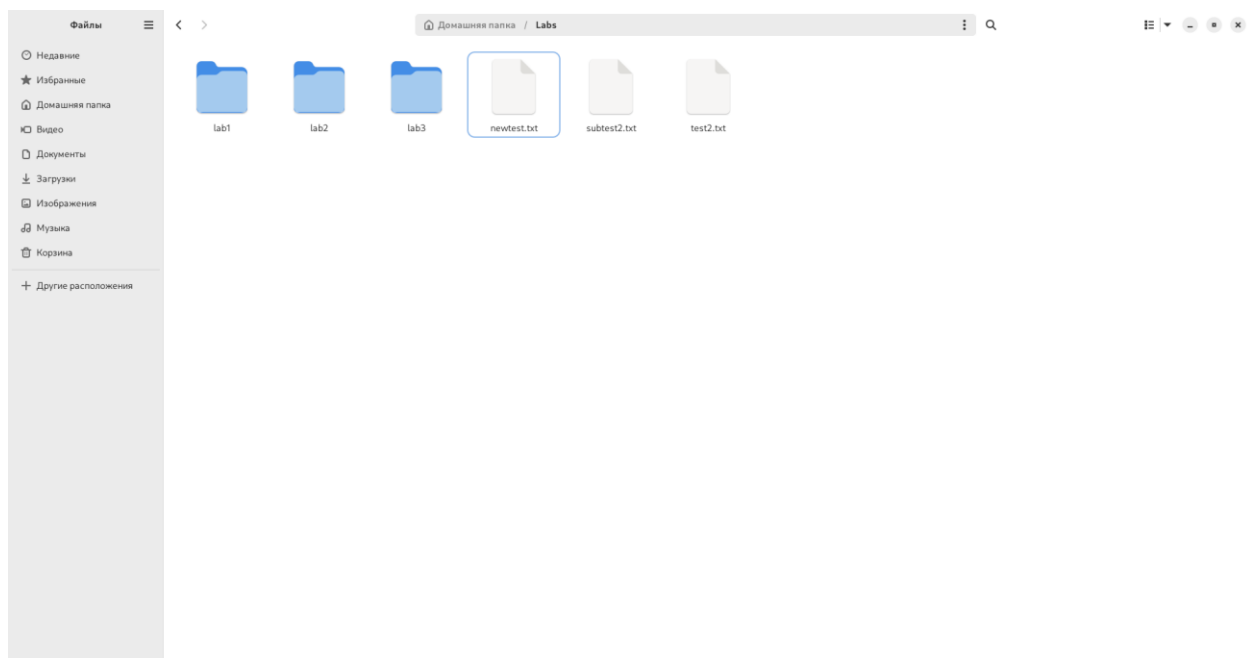 Файлы
Домашняя папка / Labs
Недавние
Избранные
Домашняя папка
Видео
Документы
Загрузки
Изображения
Музыка
Корзина
Другие расположения
lab1 lab2 lab3 newtest.txt subtest2.txt test2.txt